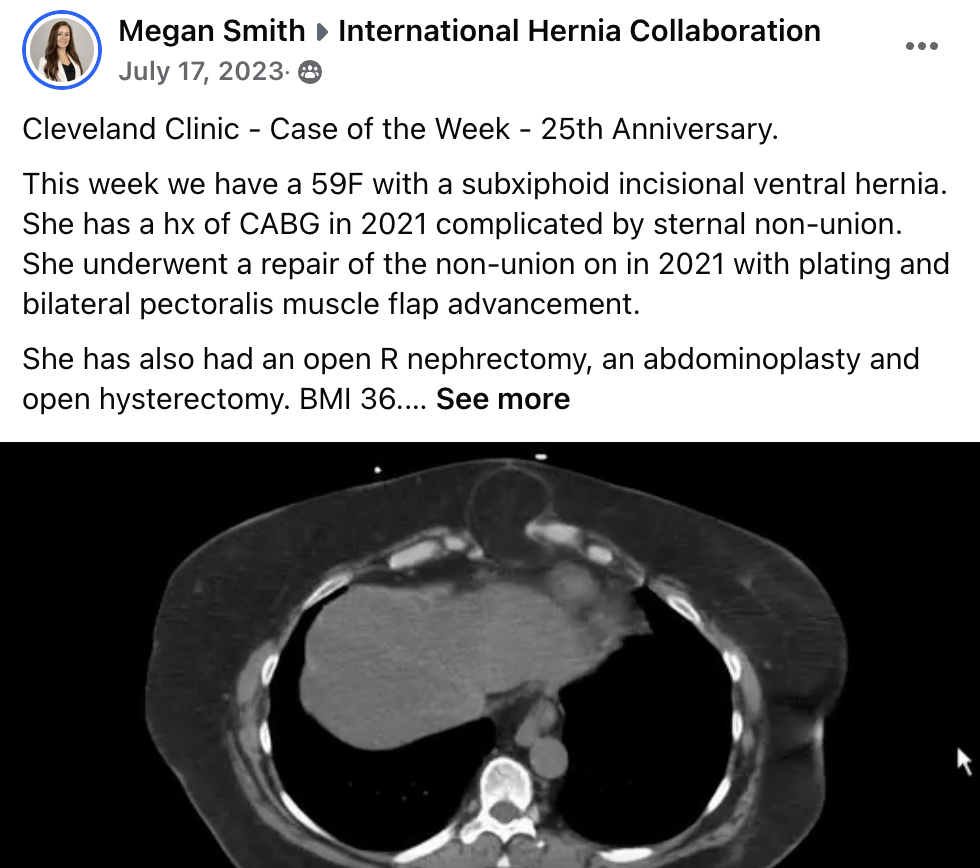 Megan Smith International Hernia Collaboration
July 17, 2023·
Cleveland Clinic - Case of the Week - 25th Anniversary.
This week we have a 59F with a subxiphoid incisional ventral hernia.
She has a hx of CABG in 2021 complicated by sternal non-union.
She underwent a repair of the non-union on in 2021 with plating and
bilateral pectoralis muscle flap advancement.
She has also had an open R nephrectomy, an abdominoplasty and
open hysterectomy. BMI 36.... See more